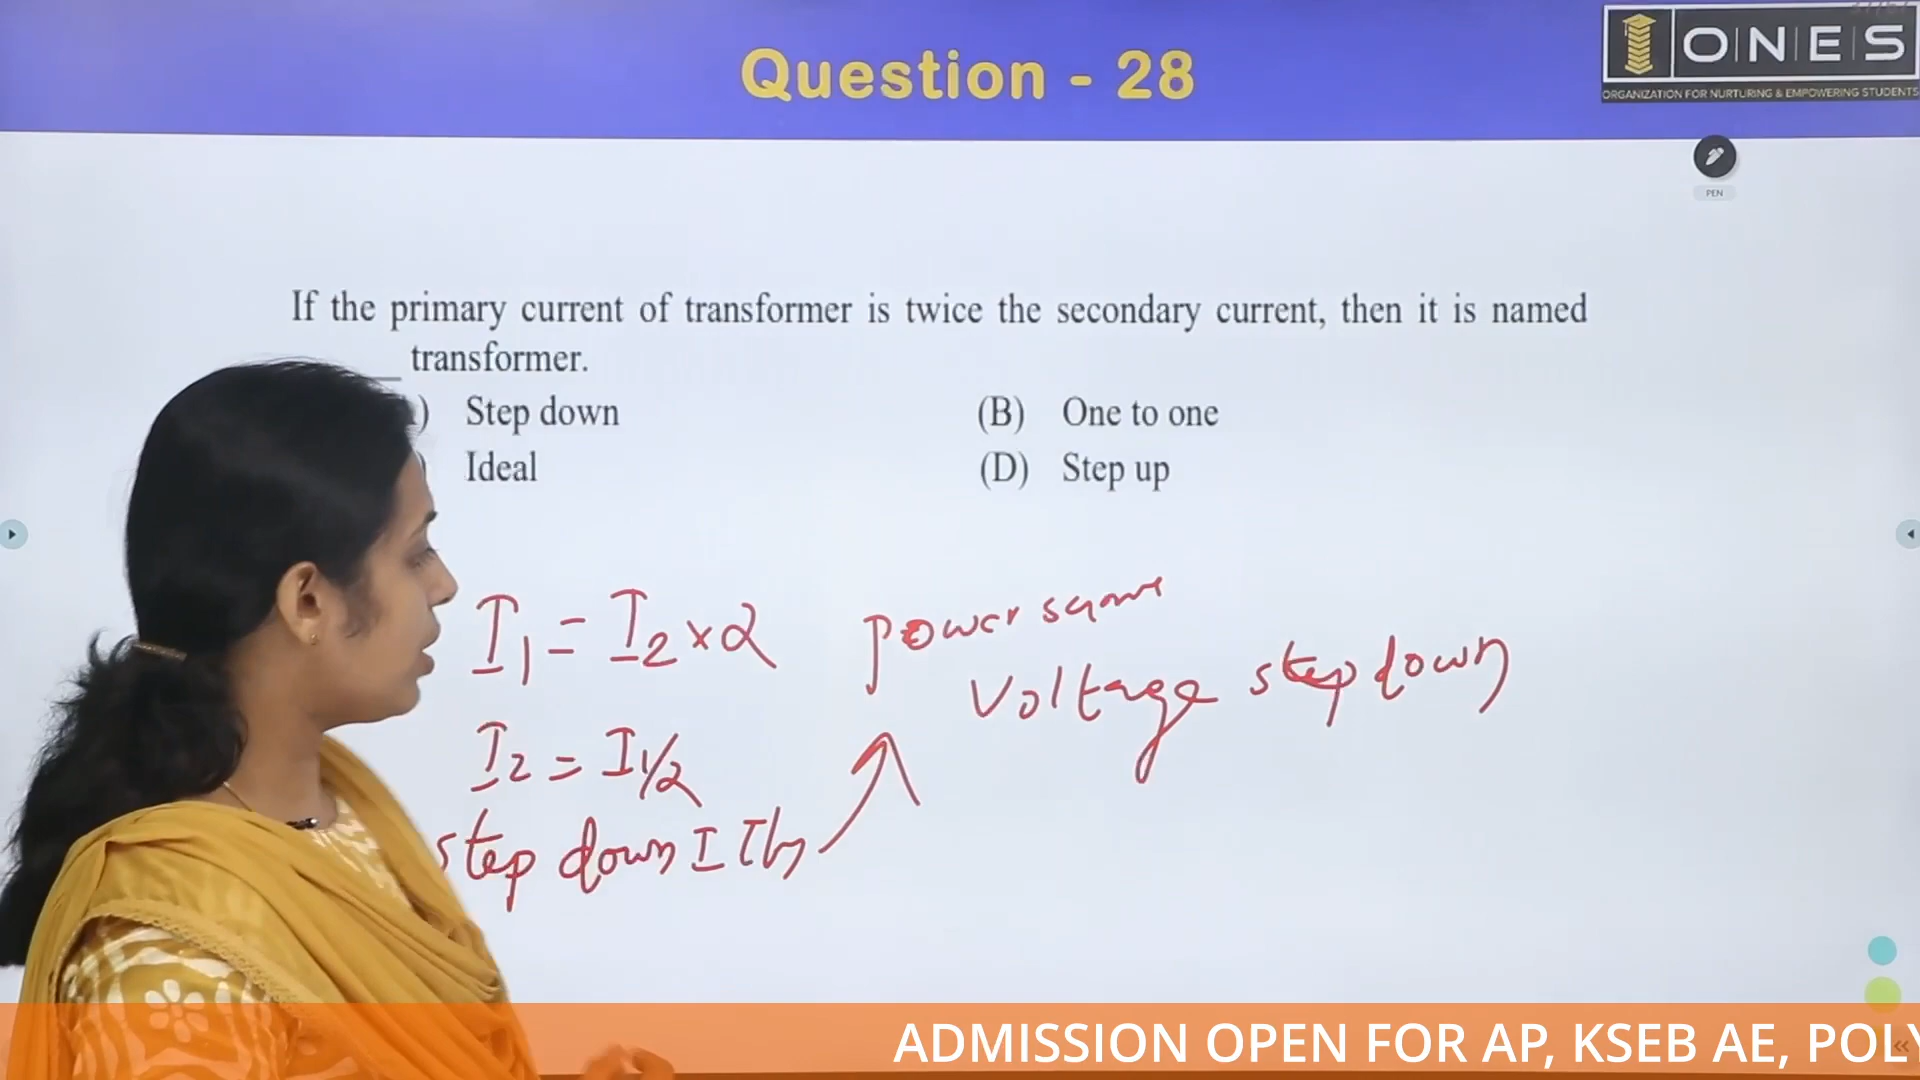 Question - 28
ONES
ORGANIZATION FOR NURTURING & EMPOWERING STUDENTS
PEN
If the primary current of transformer is twice the secondary current, then it is named
transformer.
) Step down (B) One to one
) Ideal (D) Step up
I1 = I2 × 2 power same
voltage step down
I2 = I1/2
step down I
ADMISSION OPEN FOR AP, KSEB AE, POLY